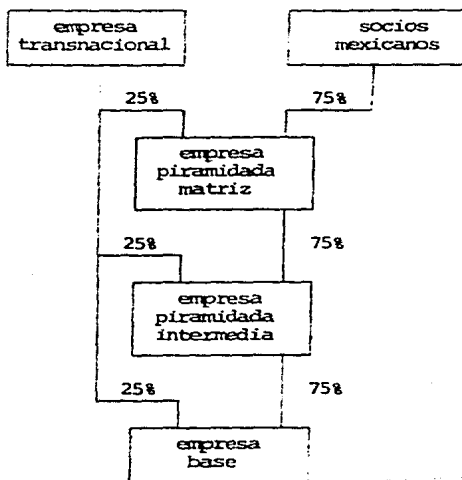 empresa
transnacional
socios
mexicanos
25%
75%
empresa
piramidada
matriz
25%
75%
empresa
piramidada
intermedia
25%
75%
empresa
base